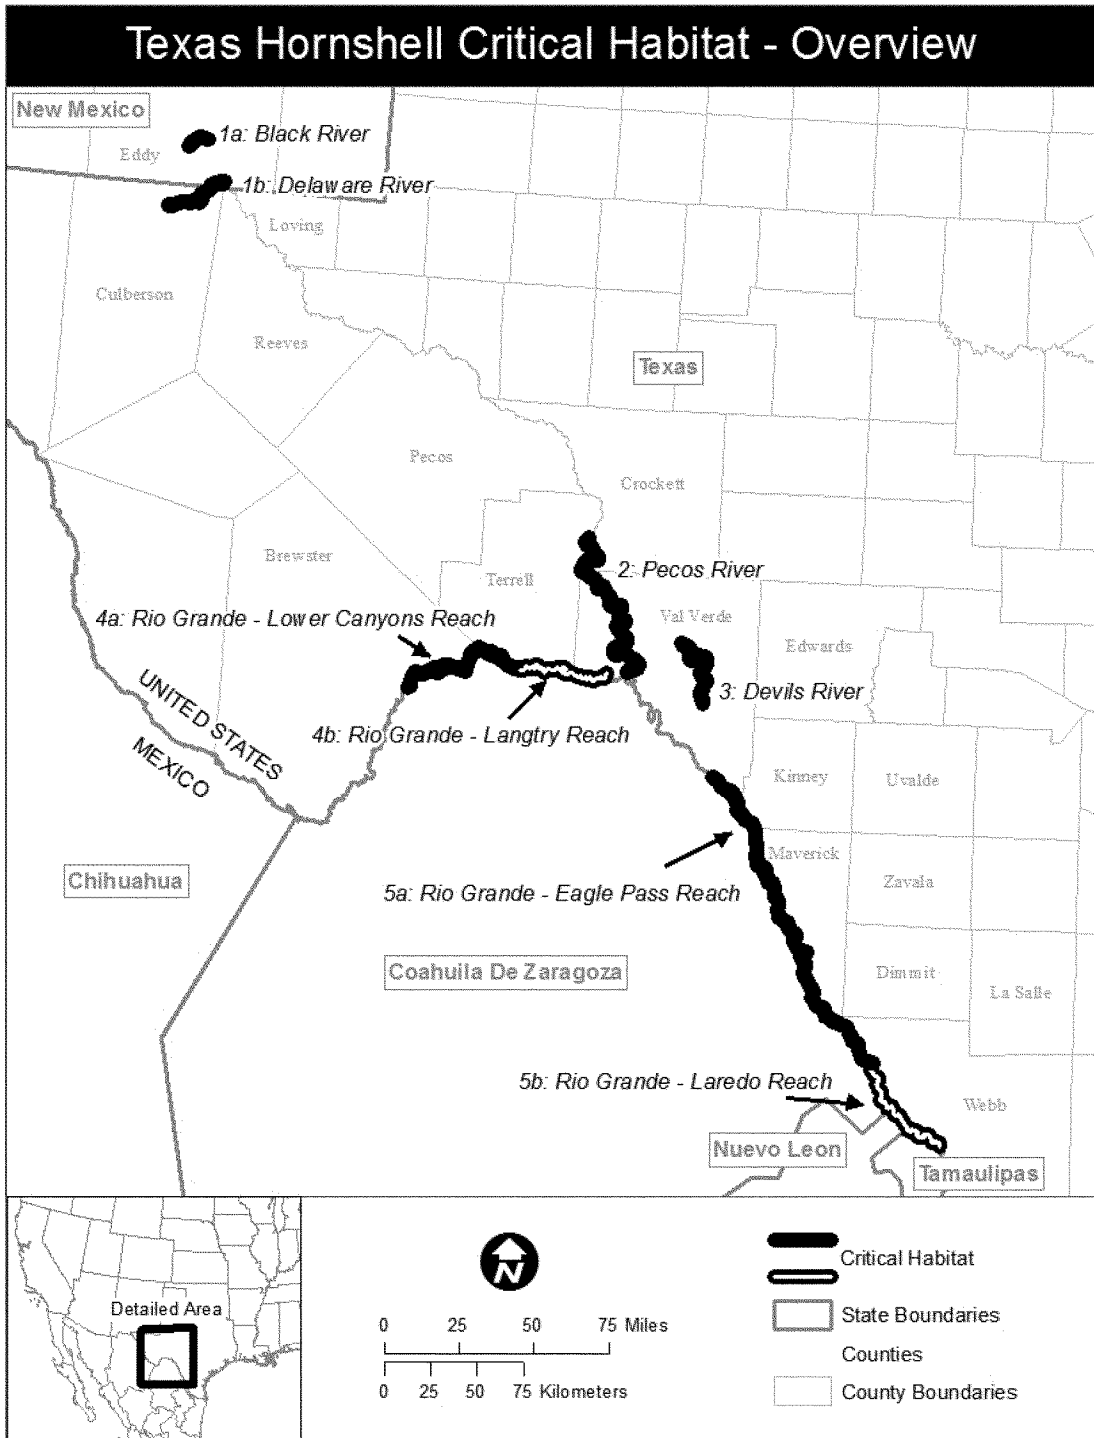 Texas Hornshell Critical Habitat - Overview
New Mexico
1a: Black River
Eddy
1b: Delaware River
Loving
Culberson
Reeves
Texas
Pecos
Crockett
Brewster
Terrell
2: Pecos River
4a: Rio Grande - Lower Canyons Reach
Val Verde
Edwards
UNITED STATES
MEXICO
3: Devils River
4b: Rio Grande - Langtry Reach
Kinney
Uvalde
Maverick
Chihuahua
5a: Rio Grande - Eagle Pass Reach
Zavala
Coahuila De Zaragoza
Dimmit
La Salle
5b: Rio Grande - Laredo Reach
Webb
Nuevo Leon
Tamaulipas
Detailed Area
N
0 25 50 75 Miles
0 25 50 75 Kilometers
Critical Habitat
State Boundaries
Counties
County Boundaries